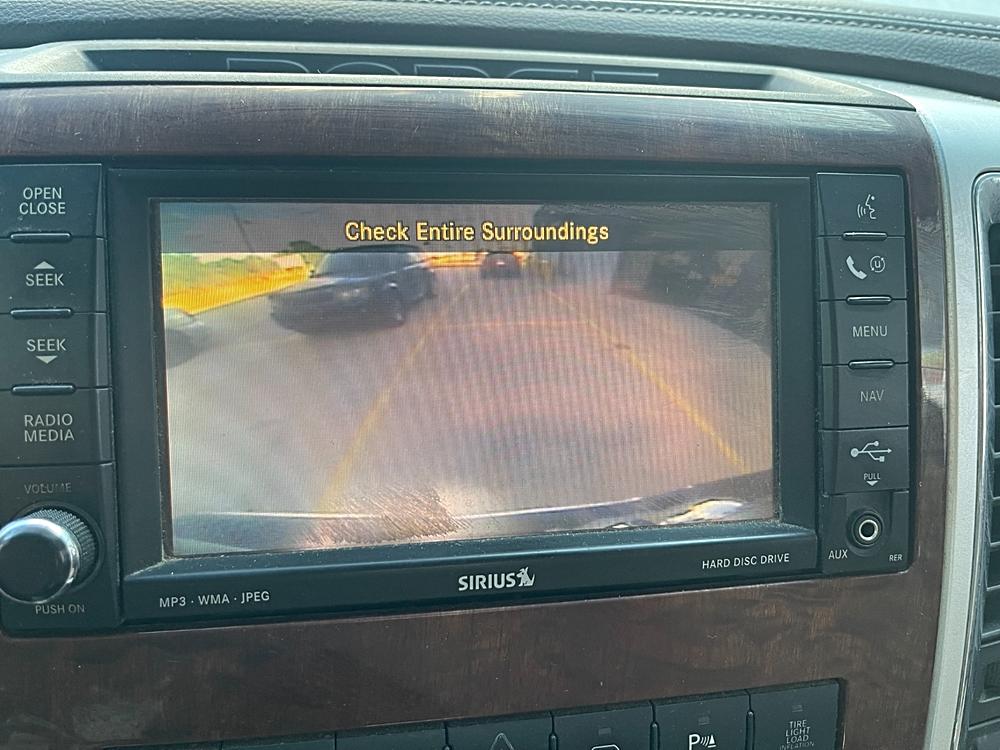 DODGE
OPEN
CLOSE
SEEK
SEEK
RADIO
MEDIA
VOLUME
PUSH ON
Check Entire Surroundings
MENU
NAV
PULL
AUX
RER
MP3 · WMA · JPEG
SIRIUS
HARD DISC DRIVE
P
TIRE
LIGHT
LOAD
INFLATION